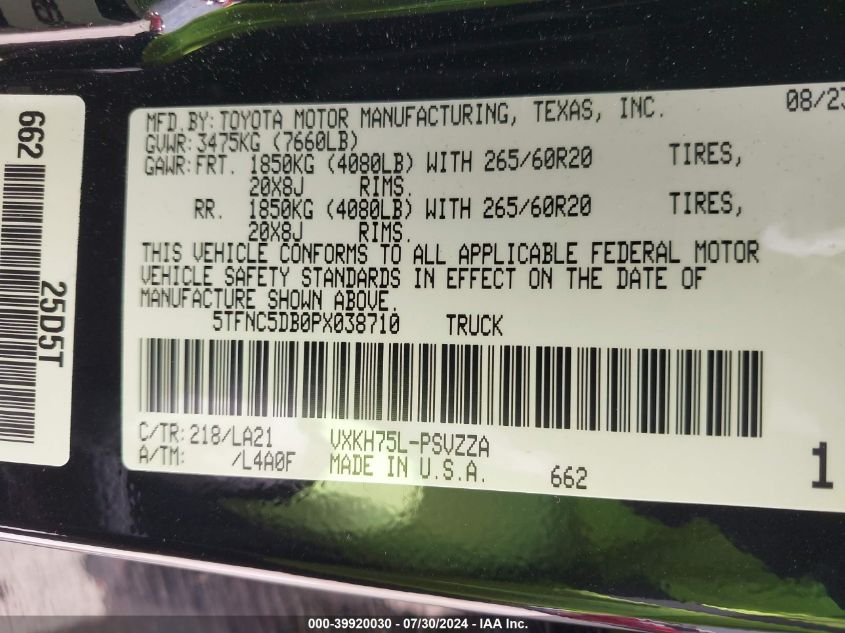 662
25D5T
MFD.BY:TOYOTA MOTOR MANUFACTURING, TEXAS, INC. 08/23
GVWR:3475KG (7660LB)
GAWR:FRT. 1850KG (4080LB) WITH 265/60R20 TIRES,
20X8J RIMS.
RR. 1850KG (4080LB) WITH 265/60R20 TIRES,
20X8J RIMS.
THIS VEHICLE CONFORMS TO ALL APPLICABLE FEDERAL MOTOR
VEHICLE SAFETY STANDARDS IN EFFECT ON THE DATE OF
MANUFACTURE SHOWN ABOVE.
5TFNC5DB0PX038710 TRUCK
C/TR:218/LA21 VXKH75L-PSVZZA
A/TM: /L4A0F MADE IN U.S.A. 662
1
000-39920030 - 07/30/2024 - IAA Inc.